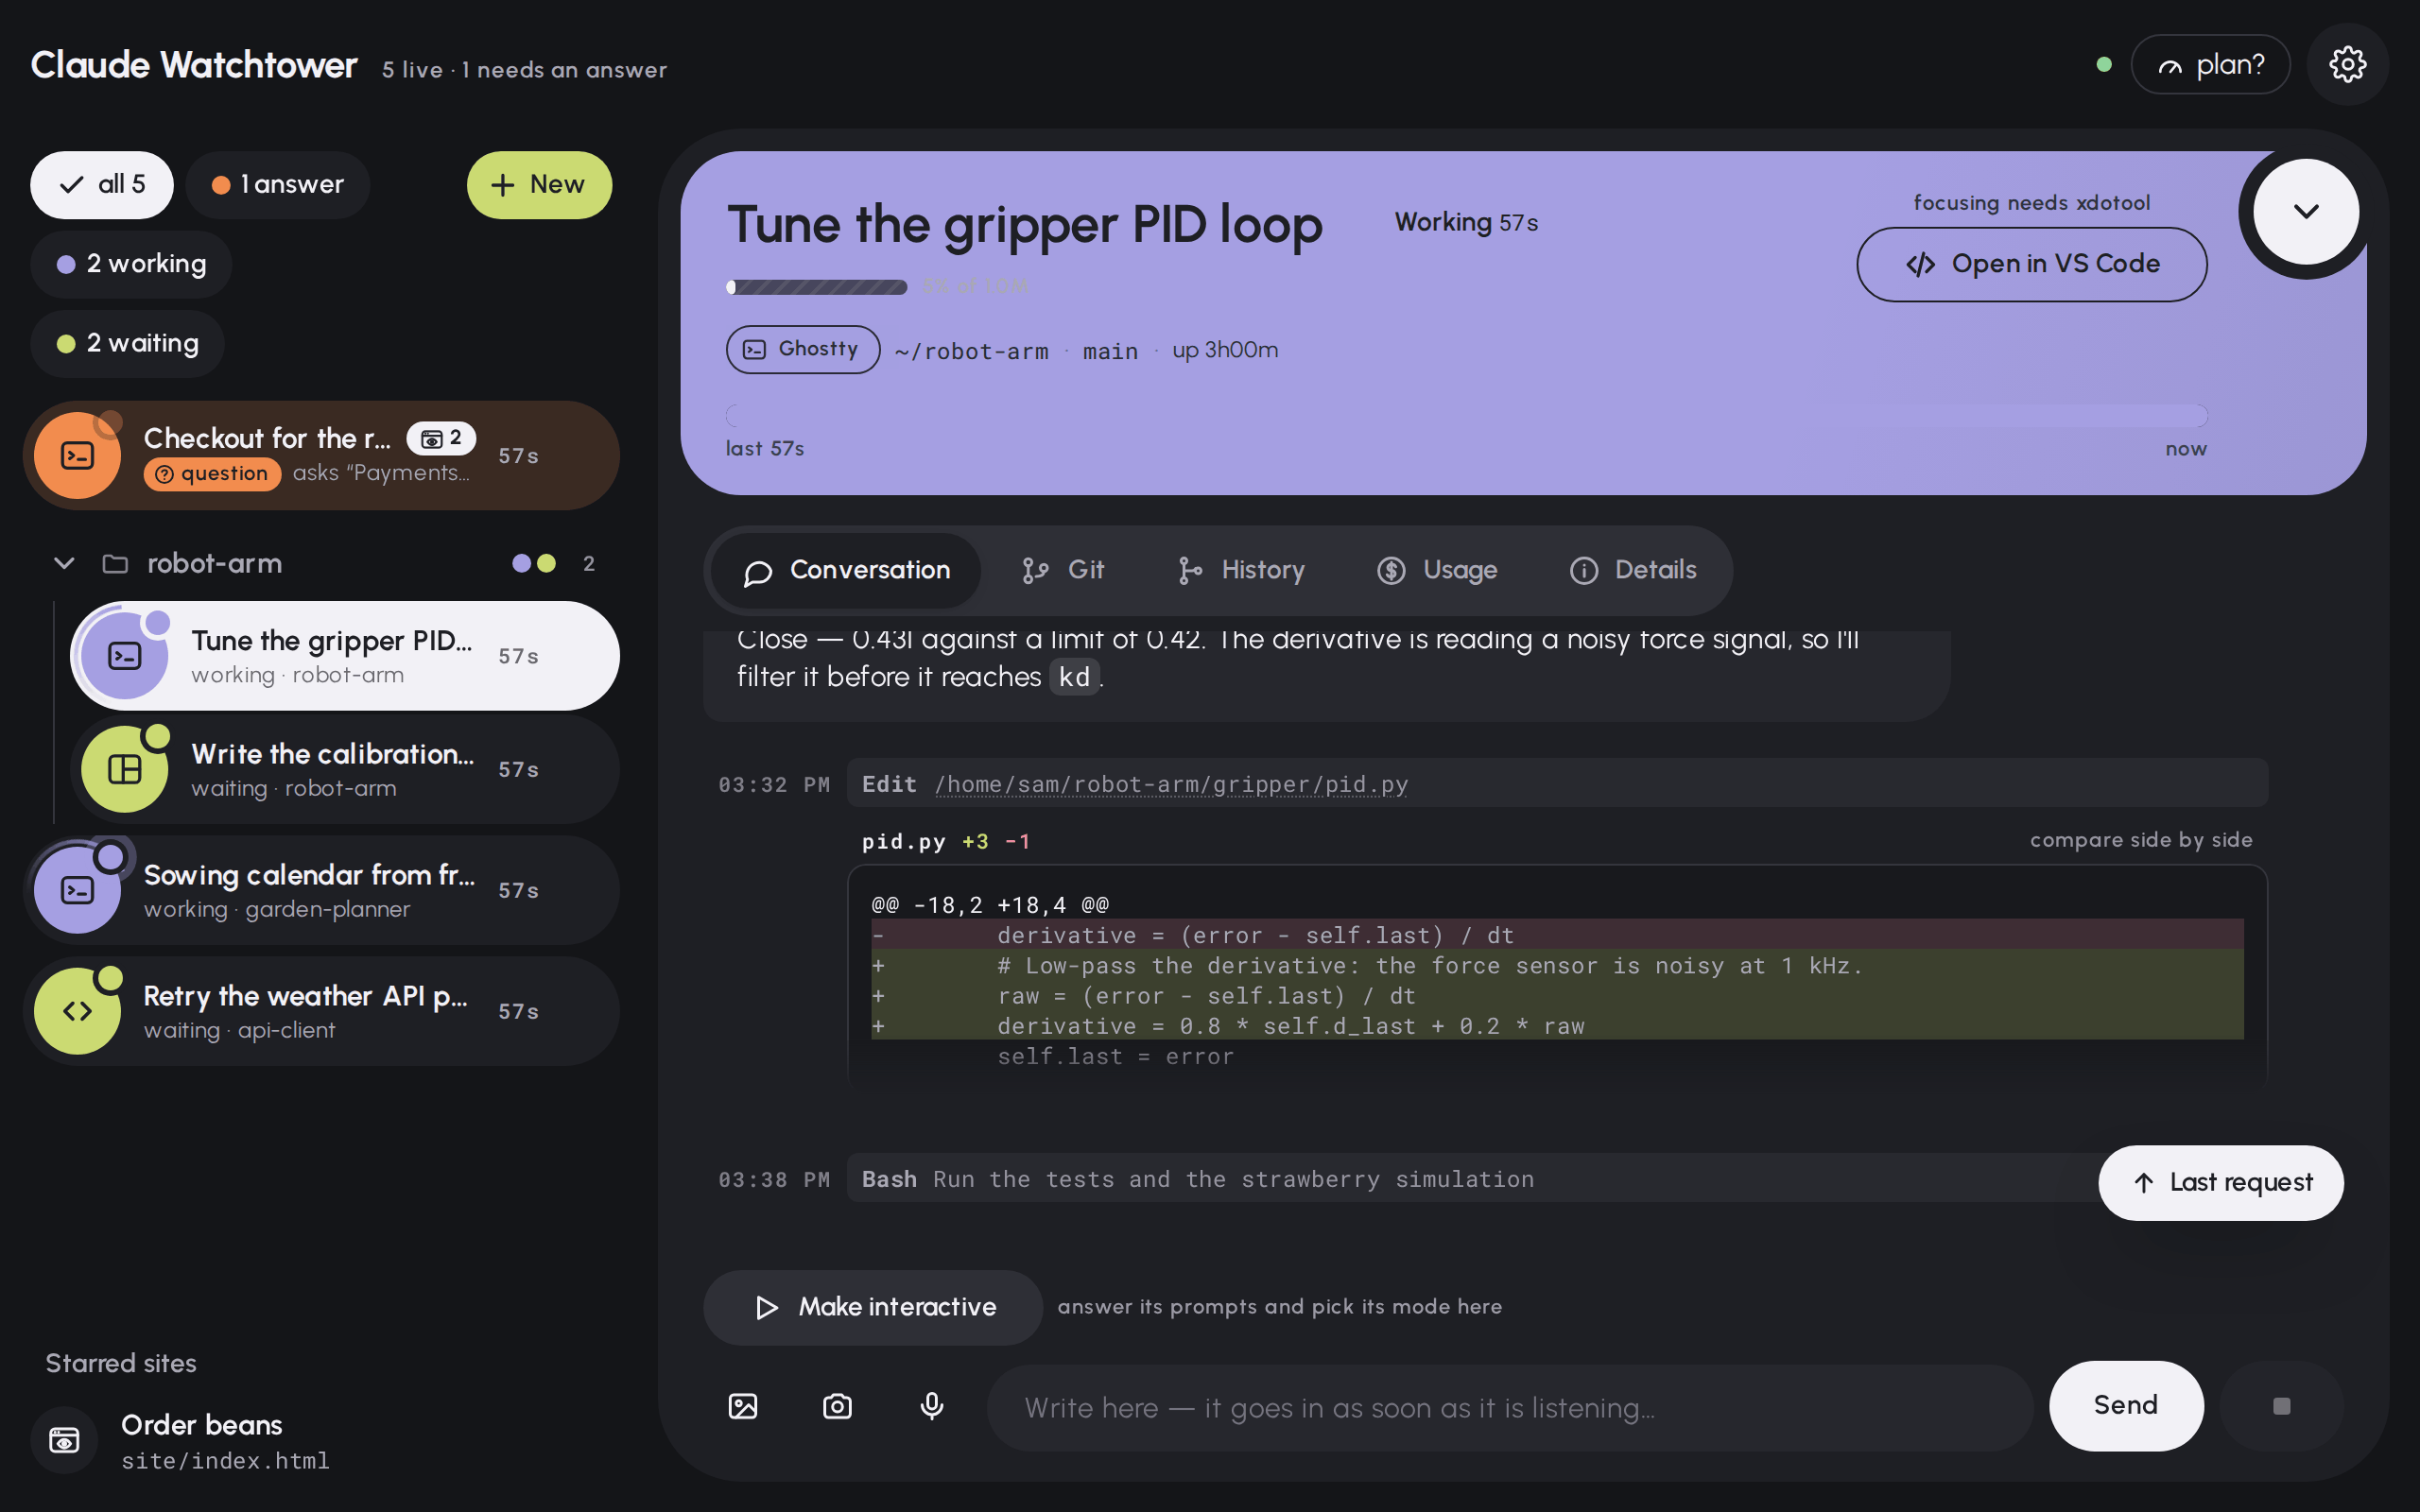 Claude Watchtower
5 live · 1 needs an answer
plan?
all 5
1 answer
New
2 working
2 waiting
Checkout for the r...
2
57s
question
asks “Payments...
robot-arm
2
Tune the gripper PID...
57s
working · robot-arm
Write the calibration...
57s
waiting · robot-arm
Sowing calendar from fr...
57s
working · garden-planner
Retry the weather API p...
57s
waiting · api-client
Starred sites
Order beans
site/index.html
Tune the gripper PID loop
Working 57s
focusing needs xdotool
Open in VS Code
Ghostty
~/robot-arm · main · up 3h00m
last 57s
now
Conversation
Git
History
Usage
Details
Close — 0.431 against a limit of 0.42. The derivative is reading a noisy force signal, so I'll
filter it before it reaches kd.
03:32 PM
Edit /home/sam/robot-arm/gripper/pid.py
pid.py +3 -1
compare side by side
@@ -18,2 +18,4 @@
- derivative = (error - self.last) / dt
+ # Low-pass the derivative: the force sensor is noisy at 1 kHz.
+ raw = (error - self.last) / dt
+ derivative = 0.8 * self.d_last + 0.2 * raw
self.last = error
03:38 PM
Bash Run the tests and the strawberry simulation
Last request
Make interactive
answer its prompts and pick its mode here
Write here — it goes in as soon as it is listening...
Send